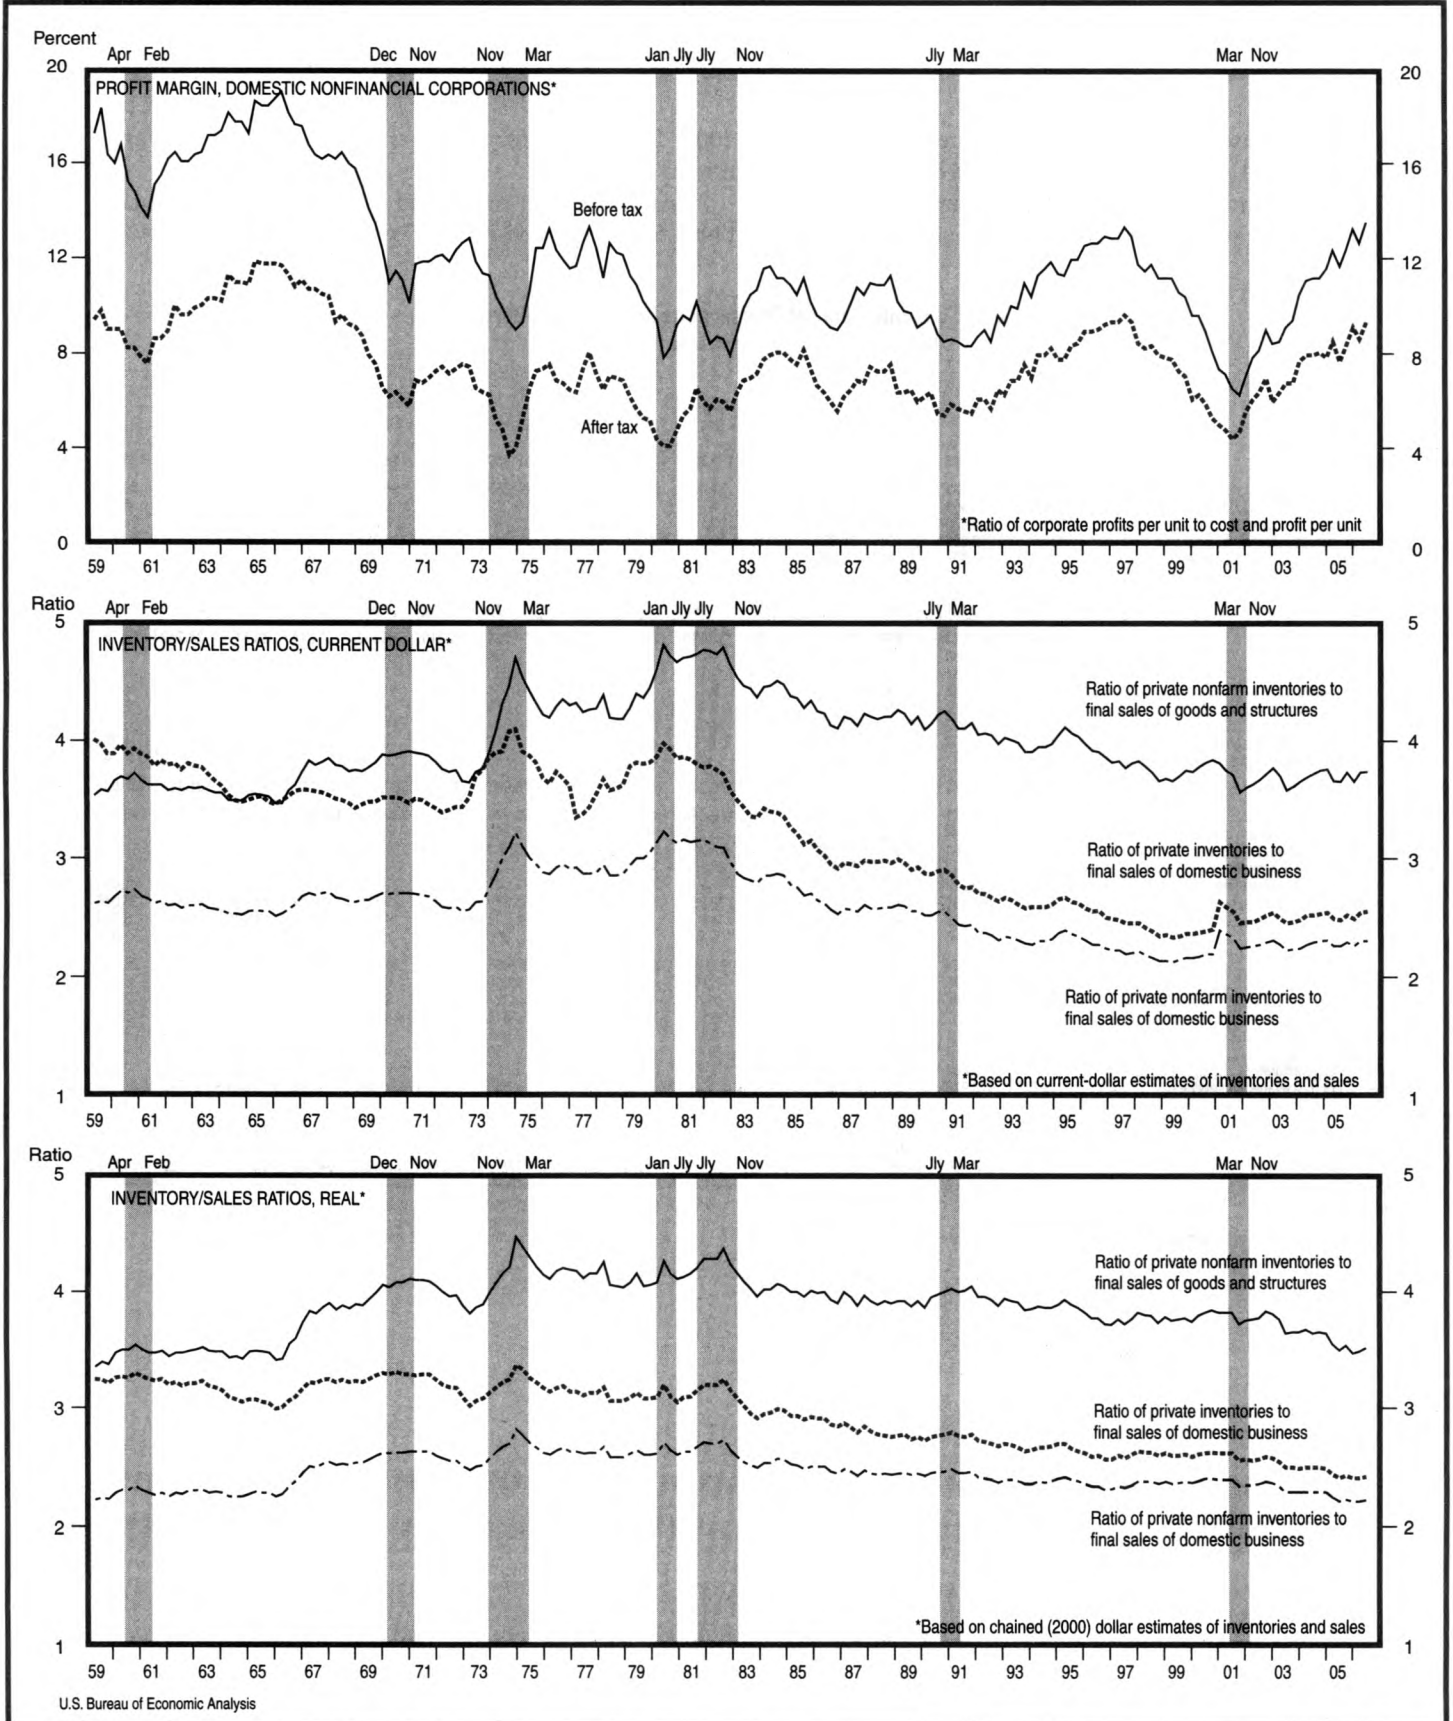 Percent
Apr Feb Dec Nov Nov Mar Jan Jly Jly Nov Jly Mar Mar Nov
20 20
PROFIT MARGIN, DOMESTIC NONFINANCIAL CORPORATIONS*
16 16
Before tax
12 12
8 8
After tax
4 4
*Ratio of corporate profits per unit to cost and profit per unit
0 0
59 61 63 65 67 69 71 73 75 77 79 81 83 85 87 89 91 93 95 97 99 01 03 05
Ratio
Apr Feb Dec Nov Nov Mar Jan Jly Jly Nov Jly Mar Mar Nov
5 5
INVENTORY/SALES RATIOS, CURRENT DOLLAR*
Ratio of private nonfarm inventories to
final sales of goods and structures
4 4
Ratio of private inventories to
3 3
final sales of domestic business
2 2
Ratio of private nonfarm inventories to
final sales of domestic business
*Based on current-dollar estimates of inventories and sales
1 1
59 61 63 65 67 69 71 73 75 77 79 81 83 85 87 89 91 93 95 97 99 01 03 05
Ratio
Apr Feb Dec Nov Nov Mar Jan Jly Jly Nov Jly Mar Mar Nov
5 5
INVENTORY/SALES RATIOS, REAL*
Ratio of private nonfarm inventories to
final sales of goods and structures
4 4
Ratio of private inventories to
3 3
final sales of domestic business
Ratio of private nonfarm inventories to
2 2
final sales of domestic business
*Based on chained (2000) dollar estimates of inventories and sales
1 1
59 61 63 65 67 69 71 73 75 77 79 81 83 85 87 89 91 93 95 97 99 01 03 05
U.S. Bureau of Economic Analysis